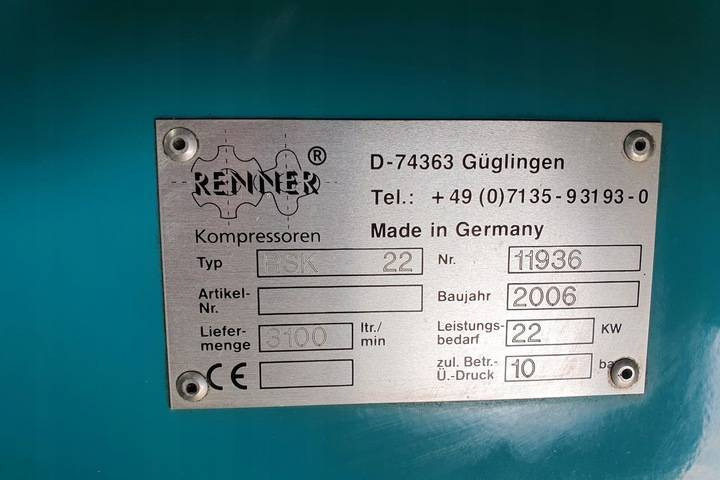 RENNER ®
Kompressoren
D-74363 Güglingen
Tel.: +49 (0)7135-93193-0
Made in Germany
Typ RSK 22 Nr. 11936
Artikel-Nr. Baujahr 2006
Liefer-menge 3100 ltr./min Leistungs-bedarf 22 KW
CE zul. Betr.-Ü.-Druck 10